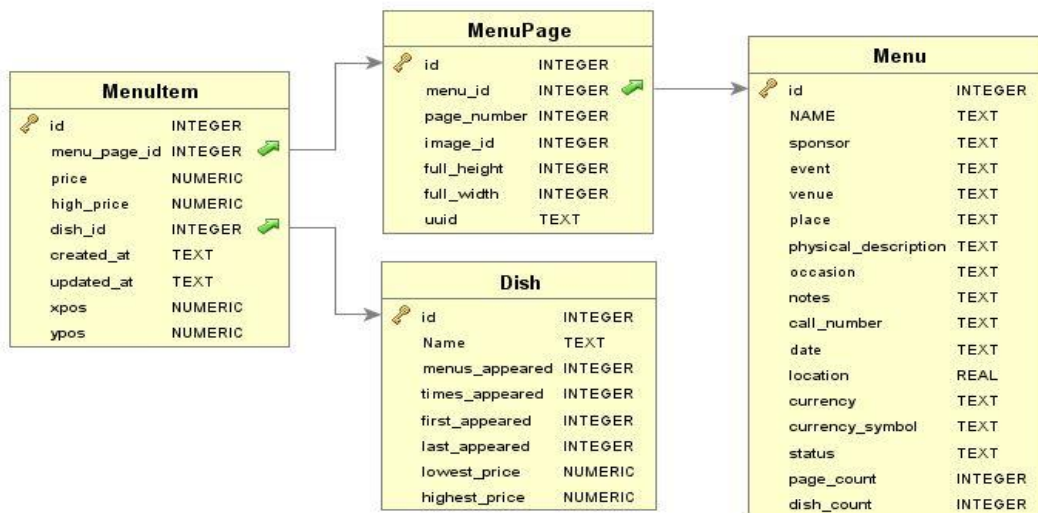 MenuItem
id INTEGER
menu_page_id INTEGER
price NUMERIC
high_price NUMERIC
dish_id INTEGER
created_at TEXT
updated_at TEXT
xpos NUMERIC
ypos NUMERIC
MenuPage
id INTEGER
menu_id INTEGER
page_number INTEGER
image_id INTEGER
full_height INTEGER
full_width INTEGER
uuid TEXT
Dish
id INTEGER
Name TEXT
menus_appeared INTEGER
times_appeared INTEGER
first_appeared INTEGER
last_appeared INTEGER
lowest_price NUMERIC
highest_price NUMERIC
Menu
id INTEGER
NAME TEXT
sponsor TEXT
event TEXT
venue TEXT
place TEXT
physical_description TEXT
occasion TEXT
notes TEXT
call_number TEXT
date TEXT
location REAL
currency TEXT
currency_symbol TEXT
status TEXT
page_count INTEGER
dish_count INTEGER